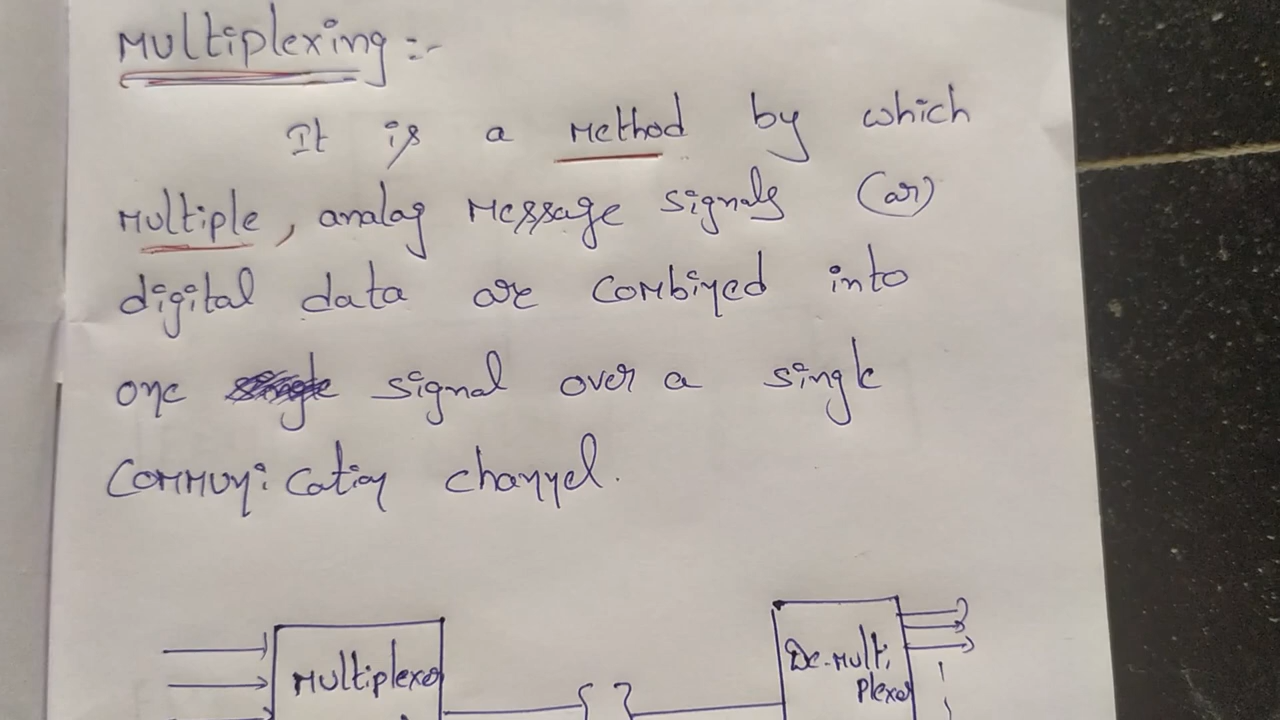 Multiplexing :-
It is a Method by which
Multiple, analog Message signals (or)
digital data are Combined into
one single signal over a single
Communication channel.
Multiplexer
De-Multi
plexer